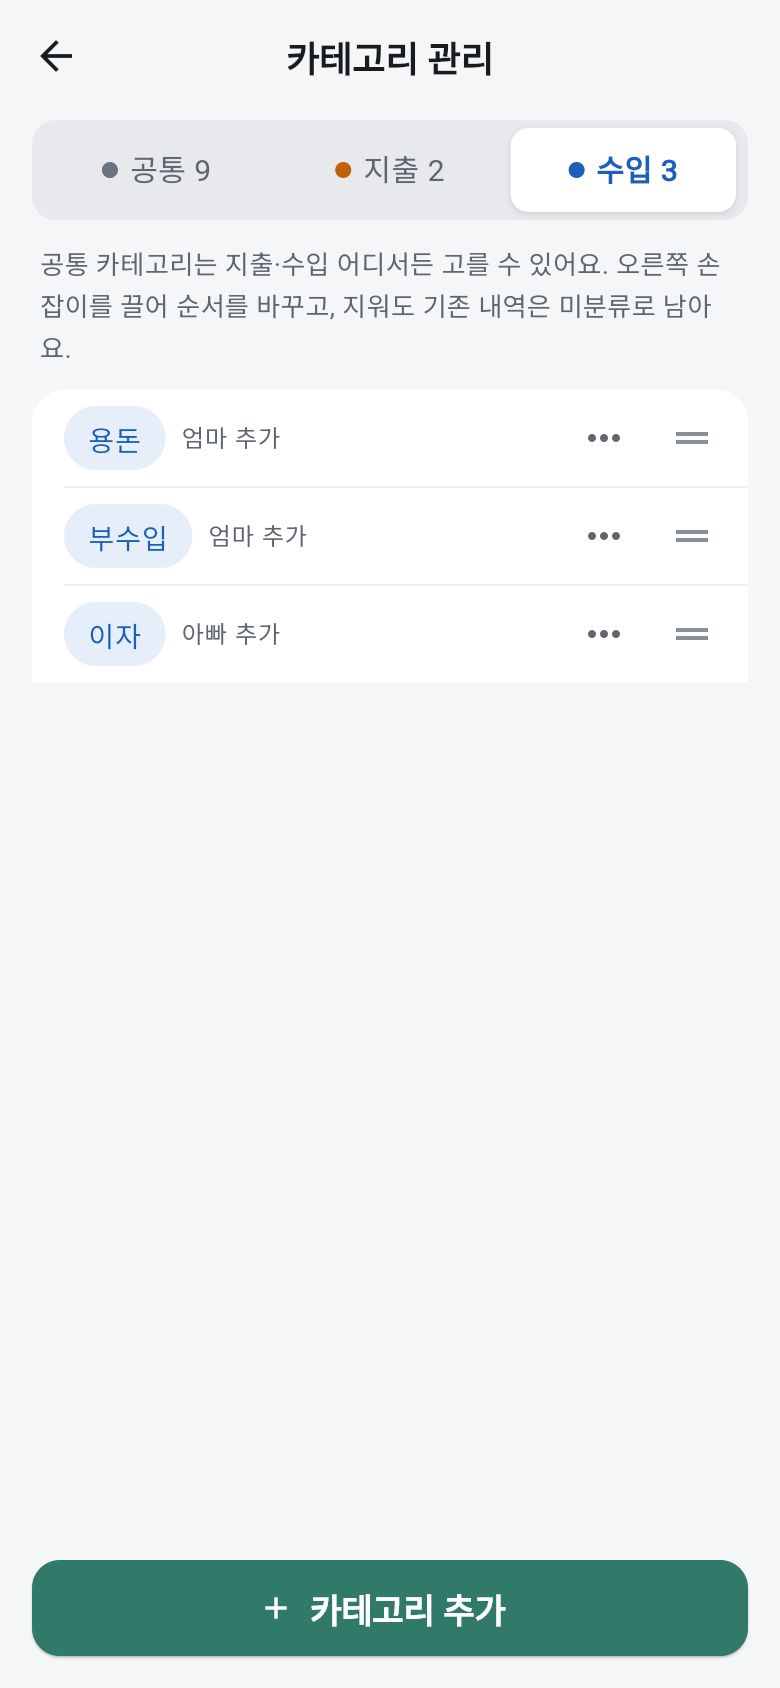 카테고리 관리
공통 9
지출 2
수입 3
공통 카테고리는 지출·수입 어디서든 고를 수 있어요. 오른쪽 손
잡이를 끌어 순서를 바꾸고, 지워도 기존 내역은 미분류로 남아
요.
용돈 엄마 추가
부수입 엄마 추가
이자 아빠 추가
+ 카테고리 추가